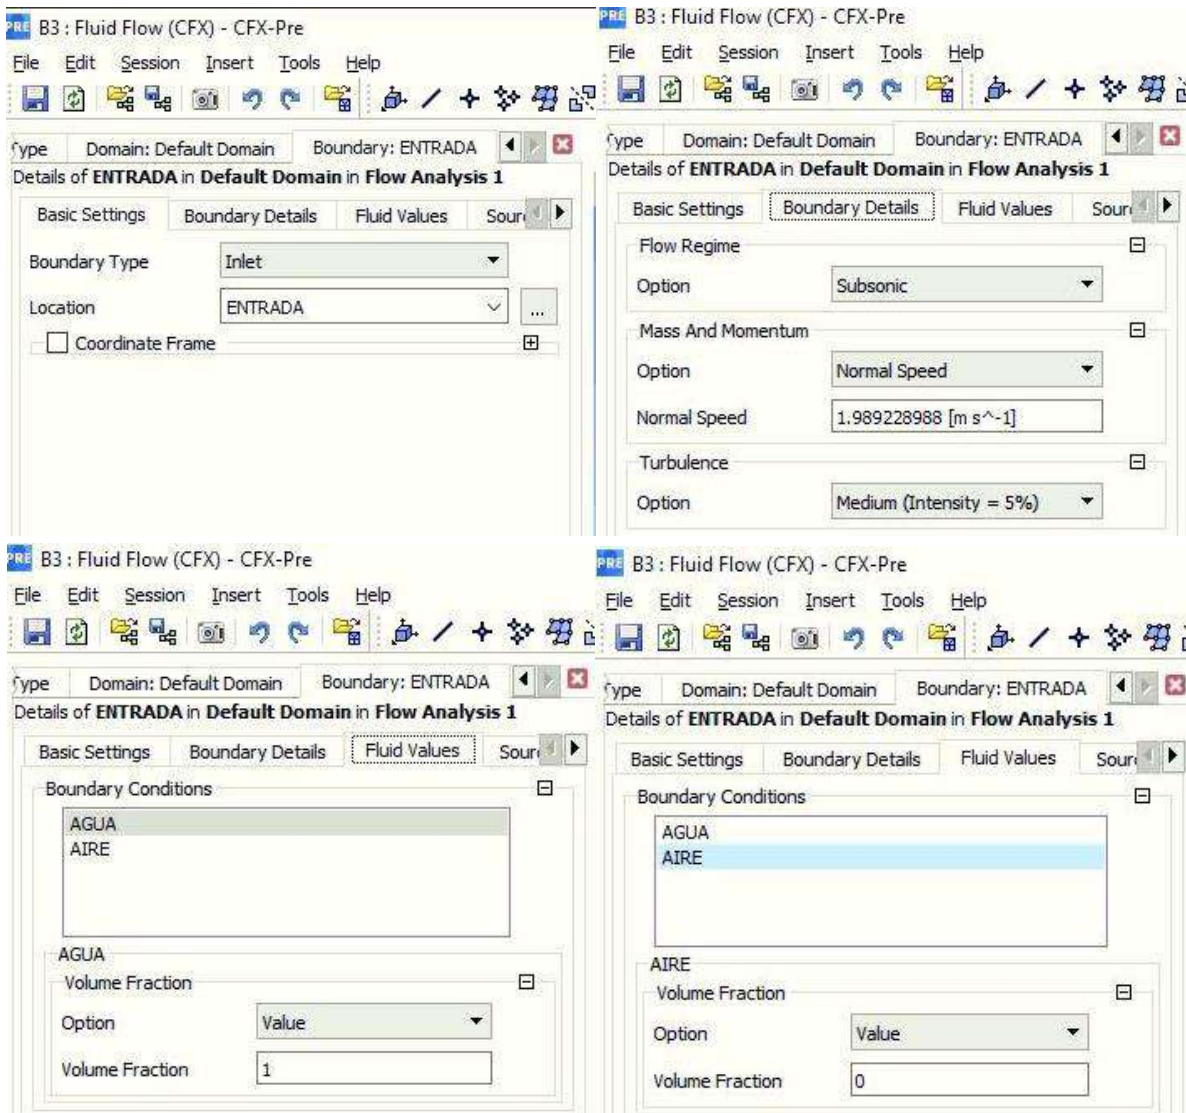 PRE B3 : Fluid Flow (CFX) - CFX-Pre
File Edit Session Insert Tools Help
Type Domain: Default Domain Boundary: ENTRADA
Details of ENTRADA in Default Domain in Flow Analysis 1
Basic Settings Boundary Details Fluid Values Sour
Boundary Type Inlet
Location ENTRADA ...
Coordinate Frame
PRE B3 : Fluid Flow (CFX) - CFX-Pre
File Edit Session Insert Tools Help
Type Domain: Default Domain Boundary: ENTRADA
Details of ENTRADA in Default Domain in Flow Analysis 1
Basic Settings Boundary Details Fluid Values Sour
Flow Regime
Option Subsonic
Mass And Momentum
Option Normal Speed
Normal Speed 1.989228988 [m s^-1]
Turbulence
Option Medium (Intensity = 5%)
PRE B3 : Fluid Flow (CFX) - CFX-Pre
File Edit Session Insert Tools Help
Type Domain: Default Domain Boundary: ENTRADA
Details of ENTRADA in Default Domain in Flow Analysis 1
Basic Settings Boundary Details Fluid Values Sour
Boundary Conditions
AGUA
AIRE
AGUA
Volume Fraction
Option Value
Volume Fraction 1
PRE B3 : Fluid Flow (CFX) - CFX-Pre
File Edit Session Insert Tools Help
Type Domain: Default Domain Boundary: ENTRADA
Details of ENTRADA in Default Domain in Flow Analysis 1
Basic Settings Boundary Details Fluid Values Sour
Boundary Conditions
AGUA
AIRE
AIRE
Volume Fraction
Option Value
Volume Fraction 0